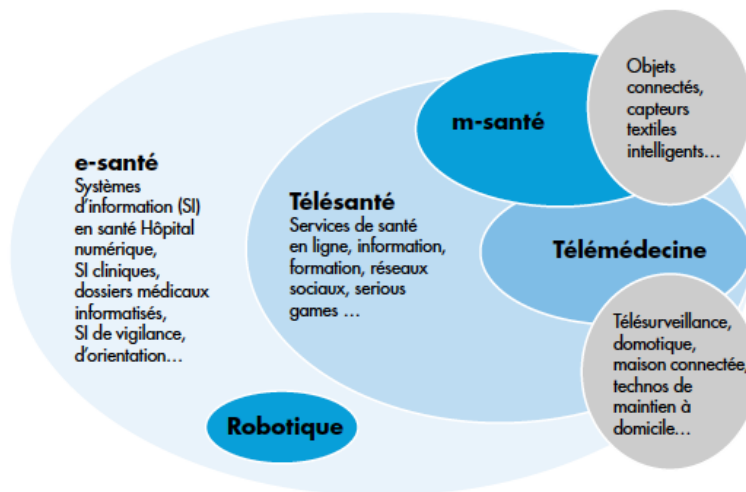 e-santé
Systèmes
d'information (SI)
en santé Hôpital
numérique,
SI cliniques,
dossiers médicaux
informatisés,
SI de vigilance,
d'orientation...
Télésanté
Services de santé
en ligne, information,
formation, réseaux
sociaux, serious
games ...
m-santé
Objets
connectés,
capteurs
textiles
intelligents...
Télémédecine
Télésurveillance,
domotique,
maison connectée,
technos de
maintien à
domicile...
Robotique